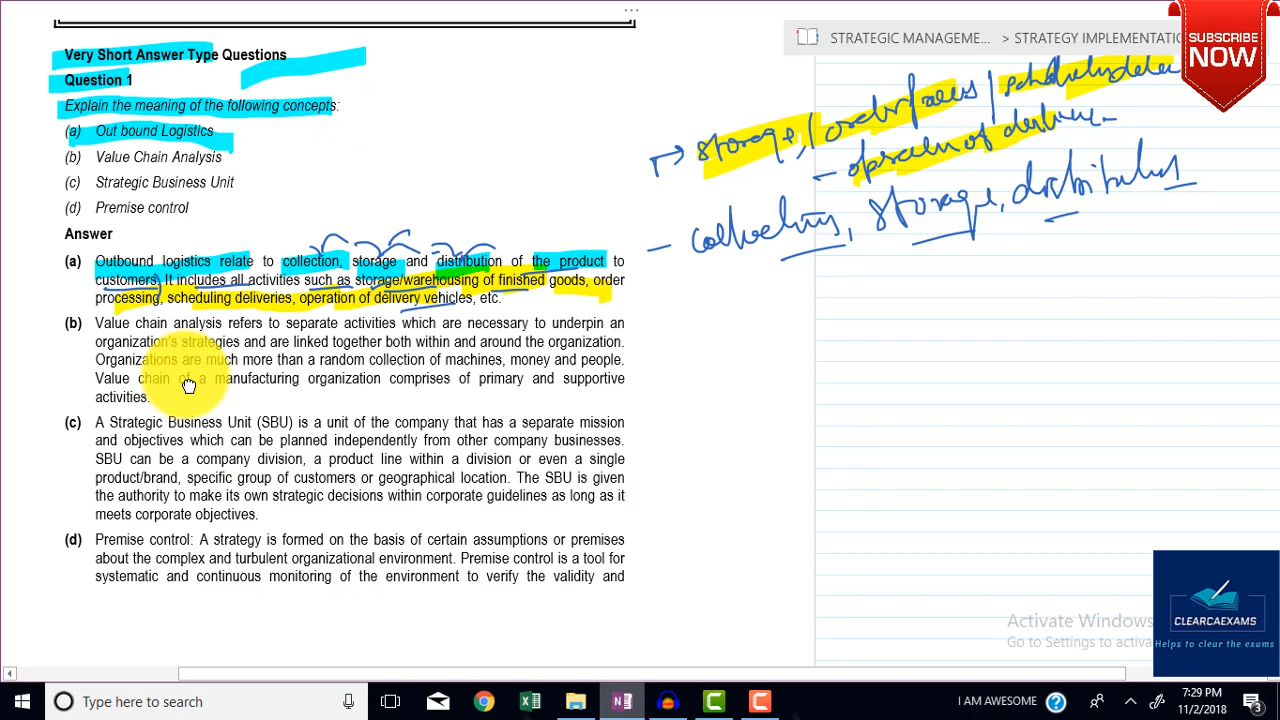 Very Short Answer Type Questions
Question 1
Explain the meaning of the following concepts:
(a) Out bound Logistics
(b) Value Chain Analysis
(c) Strategic Business Unit
(d) Premise control
Answer
(a) Outbound logistics relate to collection, storage and distribution of the product to
customers. It includes all activities such as storage/warehousing of finished goods, order
processing, scheduling deliveries, operation of delivery vehicles, etc.
(b) Value chain analysis refers to separate activities which are necessary to underpin an
organization's strategies and are linked together both within and around the organization.
Organizations are much more than a random collection of machines, money and people.
Value chain of a manufacturing organization comprises of primary and supportive
activities.
(c) A Strategic Business Unit (SBU) is a unit of the company that has a separate mission
and objectives which can be planned independently from other company businesses.
SBU can be a company division, a product line within a division or even a single
product/brand, specific group of customers or geographical location. The SBU is given
the authority to make its own strategic decisions within corporate guidelines as long as it
meets corporate objectives.
(d) Premise control: A strategy is formed on the basis of certain assumptions or premises
about the complex and turbulent organizational environment. Premise control is a tool for
systematic and continuous monitoring of the environment to verify the validity and
STRATEGIC MANAGEME... > STRATEGY IMPLEMENTATIO
SUBSCRIBE
NOW
storage,
storage,
Activate Windows
Go to Settings to activa
CLEARCAEXAMS
Helps to clear the exams
Type here to search
I AM AWESOME
7:29 PM
11/2/2018
3